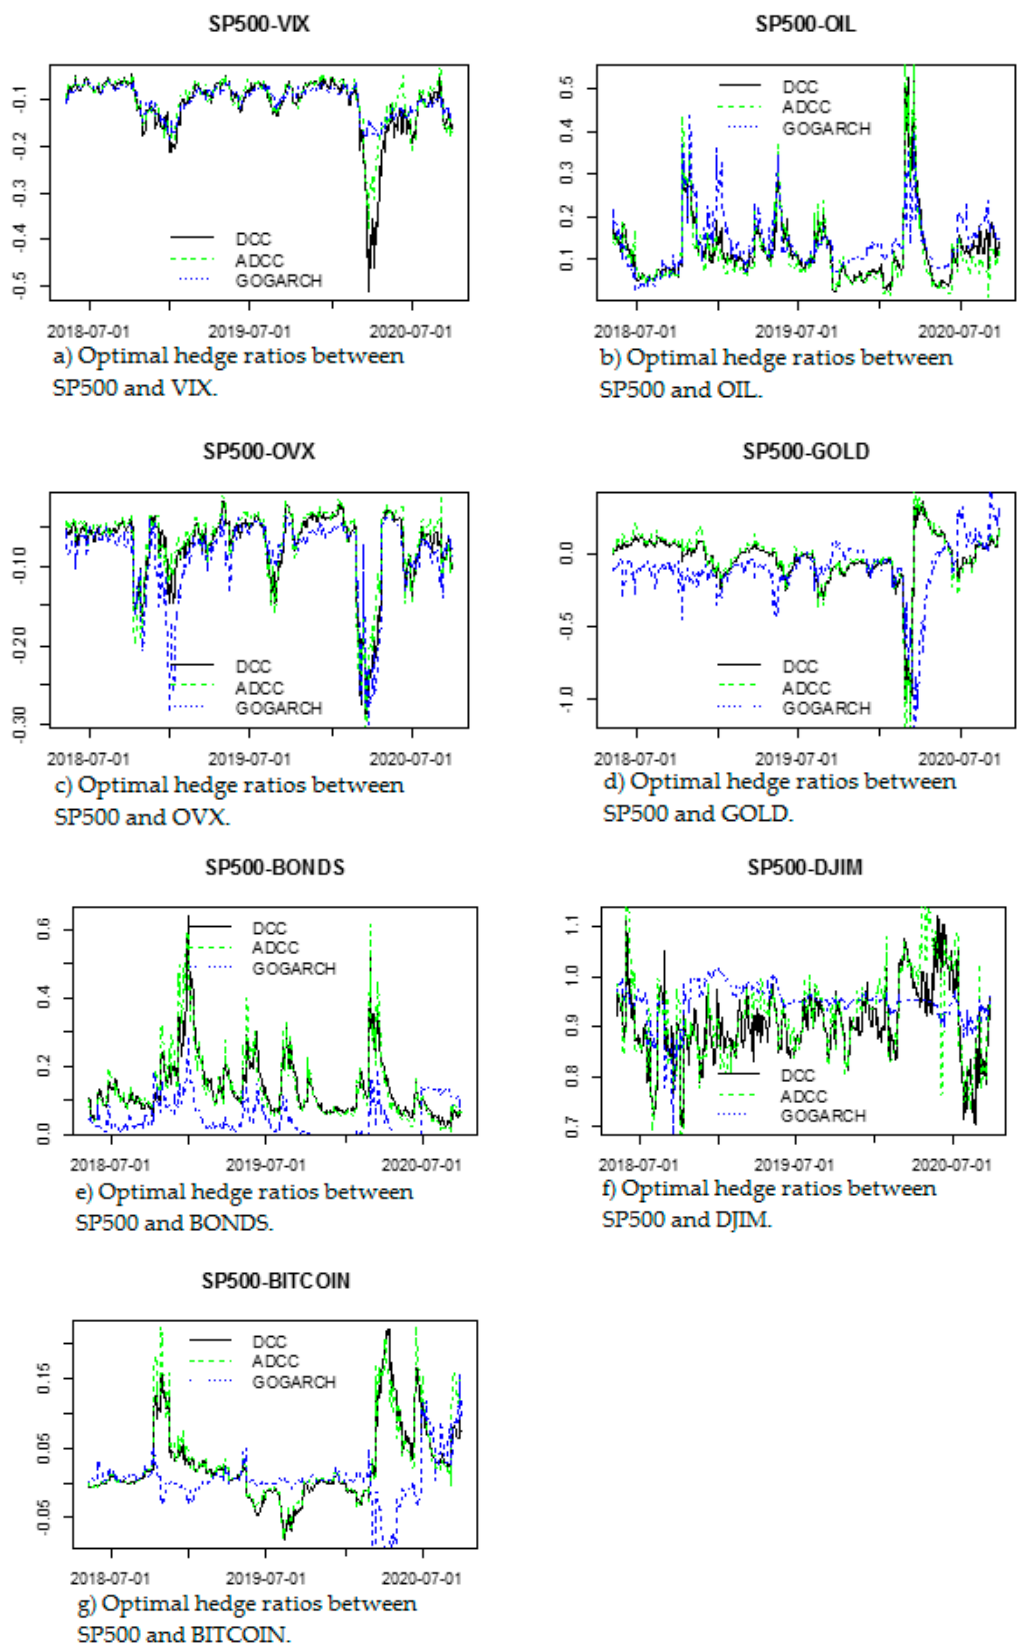 SP500-VIX
-0.1
-0.2
-0.3
-0.4
-0.5
DCC
ADCC
GOGARCH
2018-07-01 2019-07-01 2020-07-01
a) Optimal hedge ratios between
SP500 and VIX.
SP500-OIL
0.5
0.4
0.3
0.2
0.1
DCC
ADCC
GOGARCH
2018-07-01 2019-07-01 2020-07-01
b) Optimal hedge ratios between
SP500 and OIL.
SP500-OVX
-0.10
-0.20
-0.30
DCC
ADCC
GOGARCH
2018-07-01 2019-07-01 2020-07-01
c) Optimal hedge ratios between
SP500 and OVX.
SP500-GOLD
0.0
-0.5
-1.0
DCC
ADCC
GOGARCH
2018-07-01 2019-07-01 2020-07-01
d) Optimal hedge ratios between
SP500 and GOLD.
SP500-BONDS
0.6
0.4
0.2
0.0
DCC
ADCC
GOGARCH
2018-07-01 2019-07-01 2020-07-01
e) Optimal hedge ratios between
SP500 and BONDS.
SP500-DJIM
1.1
1.0
0.9
0.8
0.7
DCC
ADCC
GOGARCH
2018-07-01 2019-07-01 2020-07-01
f) Optimal hedge ratios between
SP500 and DJIM.
SP500-BITCOIN
0.15
0.05
-0.05
DCC
ADCC
GOGARCH
2018-07-01 2019-07-01 2020-07-01
g) Optimal hedge ratios between
SP500 and BITCOIN.